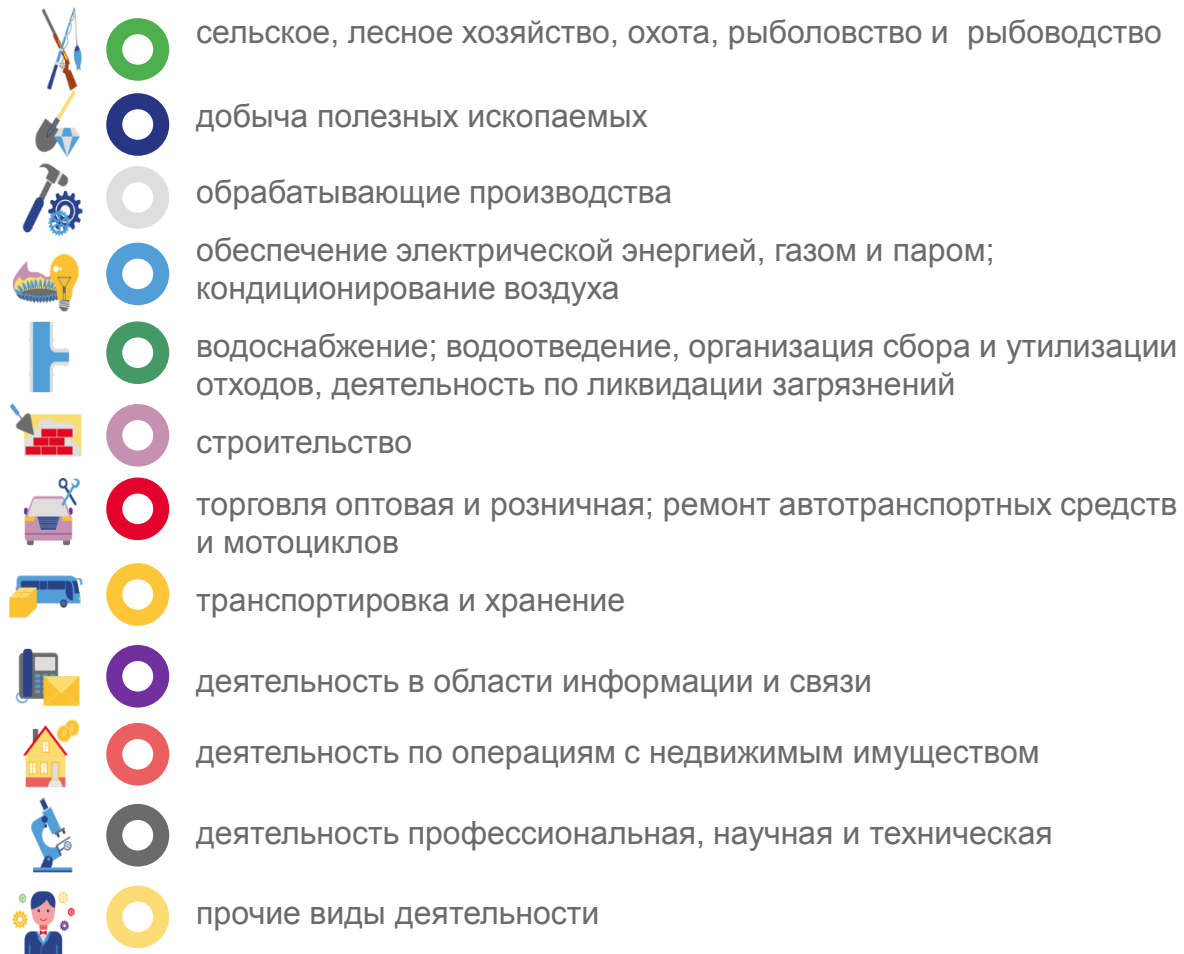 сельское, лесное хозяйство, охота, рыболовство и рыбоводство
добыча полезных ископаемых
обрабатывающие производства
обеспечение электрической энергией, газом и паром;
кондиционирование воздуха
водоснабжение; водоотведение, организация сбора и утилизации
отходов, деятельность по ликвидации загрязнений
строительство
торговля оптовая и розничная; ремонт автотранспортных средств
и мотоциклов
транспортировка и хранение
деятельность в области информации и связи
деятельность по операциям с недвижимым имуществом
деятельность профессиональная, научная и техническая
прочие виды деятельности